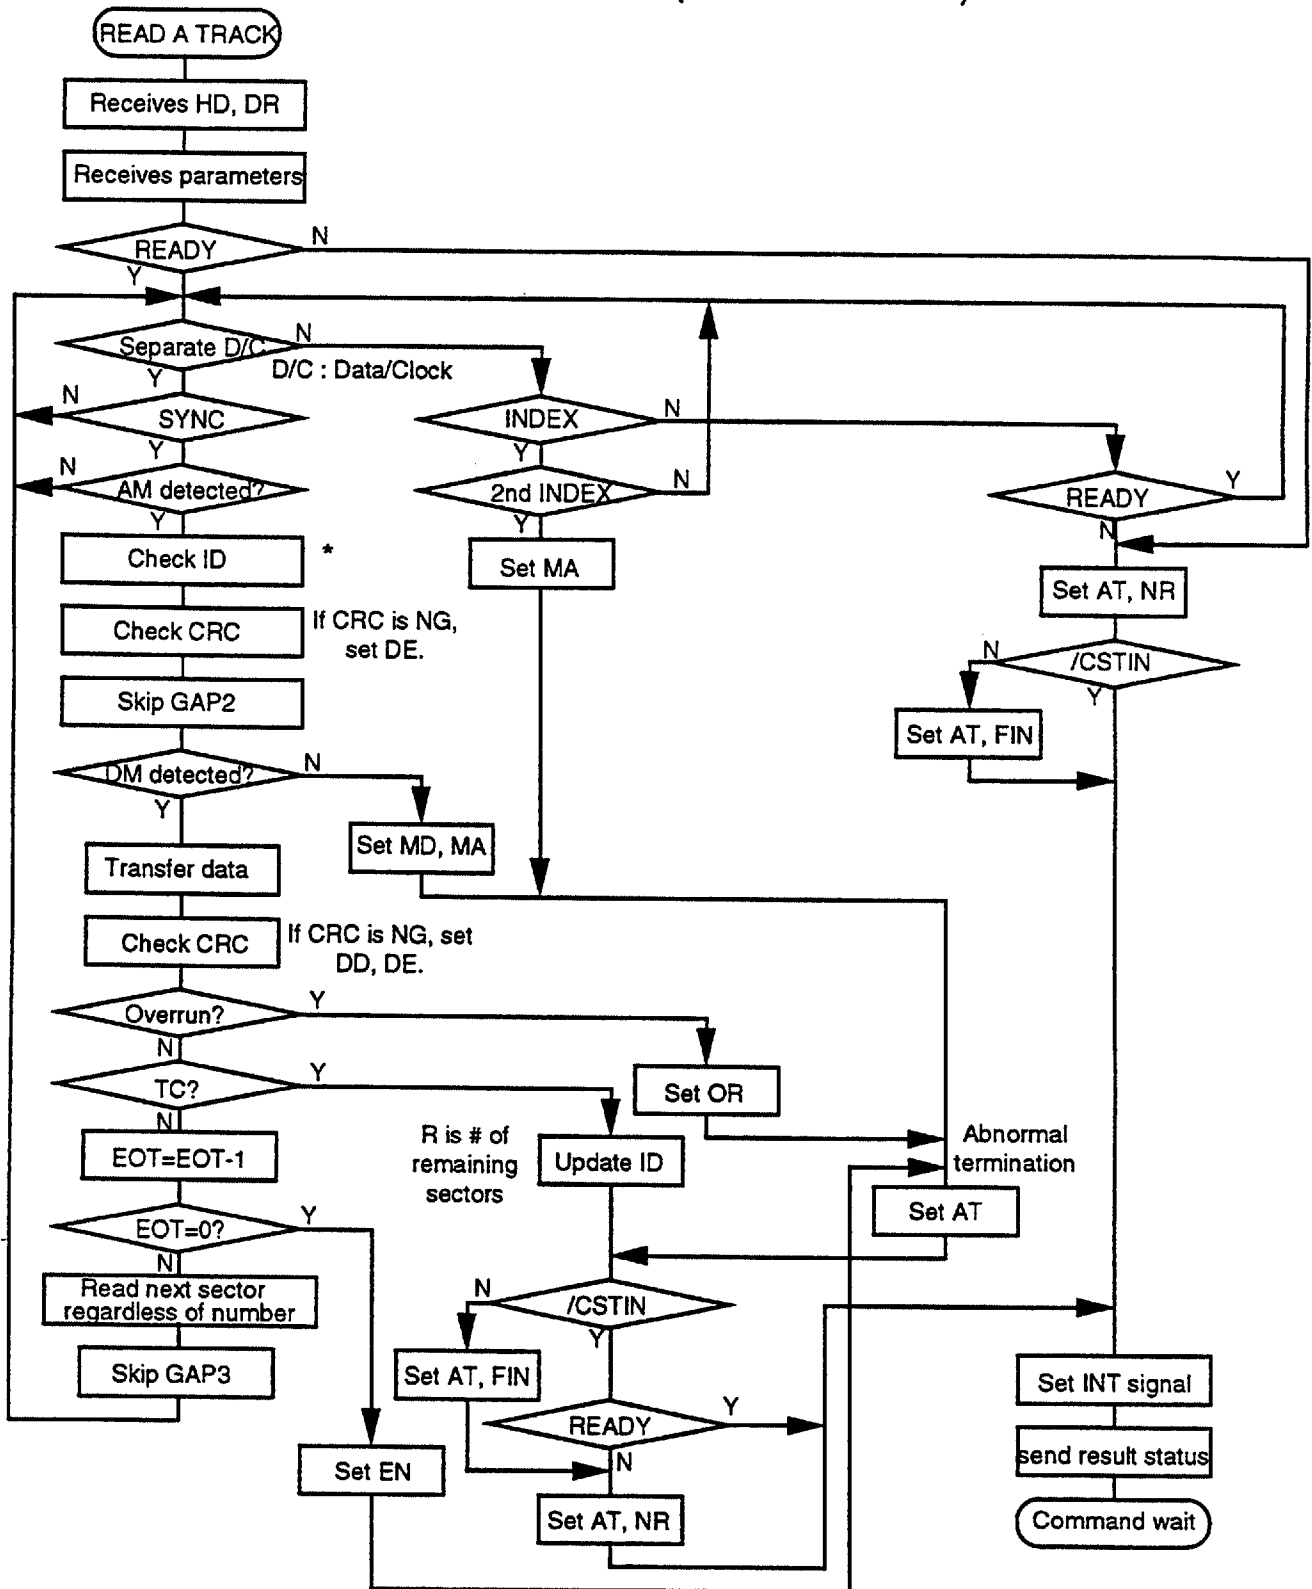 READ A TRACK
Receives HD, DR
Receives parameters
READY
N
Y
Separate D/C
N
Y
D/C : Data/Clock
SYNC
N
Y
AM detected?
N
Y
Check ID
*
Check CRC
If CRC is NG,
set DE.
Skip GAP2
DM detected?
N
Y
Set MD, MA
Transfer data
Check CRC
If CRC is NG, set
DD, DE.
Overrun?
Y
N
TC?
Y
N
EOT=EOT-1
EOT=0?
Y
N
Read next sector
regardless of number
Skip GAP3
INDEX
N
Y
2nd INDEX
N
Y
Set MA
READY
Y
N
Set AT, NR
/CSTIN
N
Y
Set AT, FIN
Set OR
R is # of
remaining
sectors
Update ID
Abnormal
termination
Set AT
/CSTIN
N
Y
Set AT, FIN
READY
Y
N
Set EN
Set AT, NR
Set INT signal
send result status
Command wait